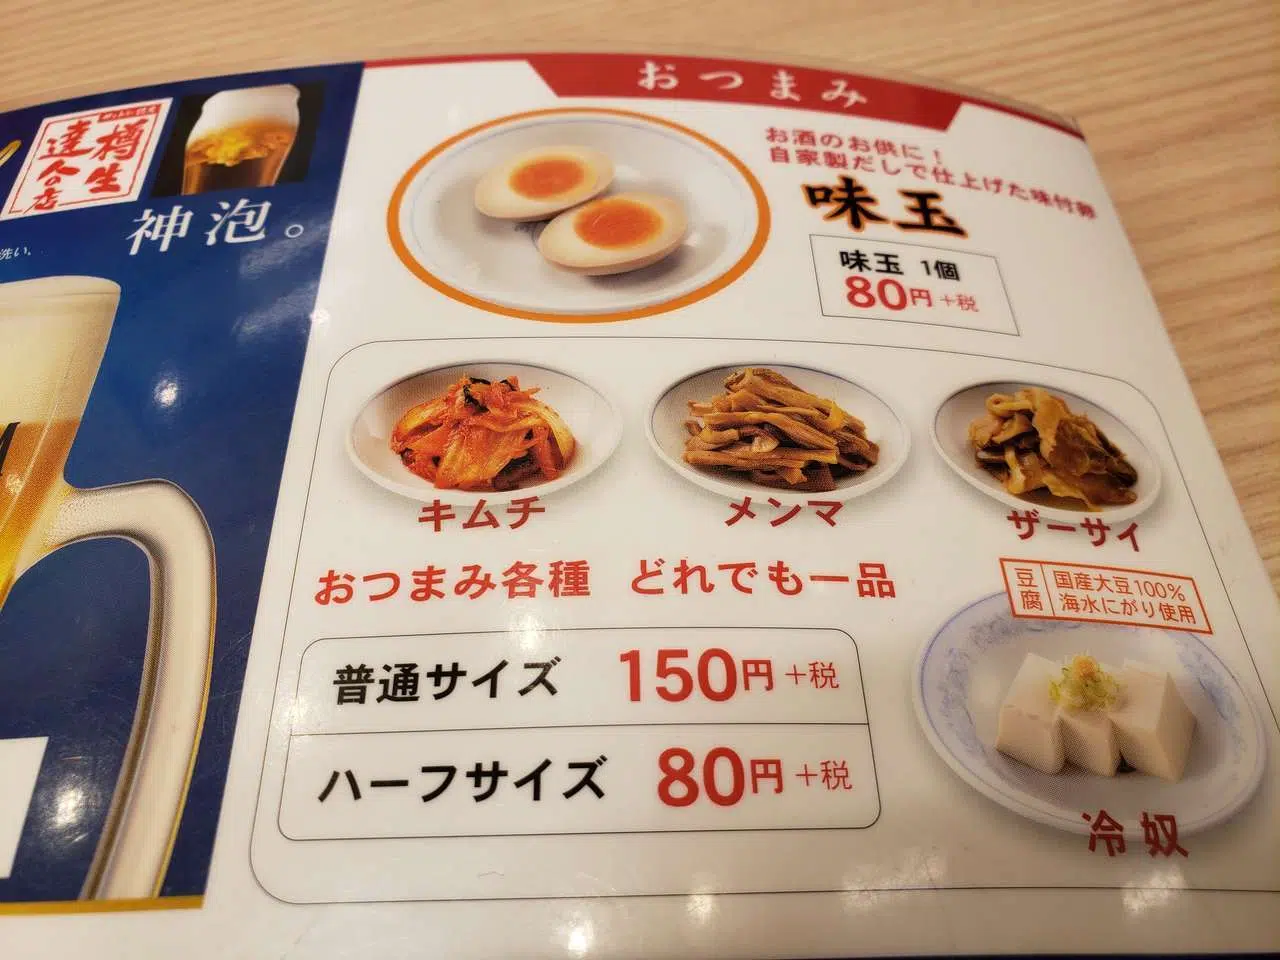 樽生
達人の店
神泡。
洗い、
おつまみ
お酒のお供に!
自家製だしで仕上げた味付卵
味玉
味玉 1個
80円+税
キムチ
メンマ
ザーサイ
おつまみ各種 どれでも一品
豆腐
国産大豆100%
海水にがり使用
普通サイズ 150円+税
ハーフサイズ 80円+税
冷奴